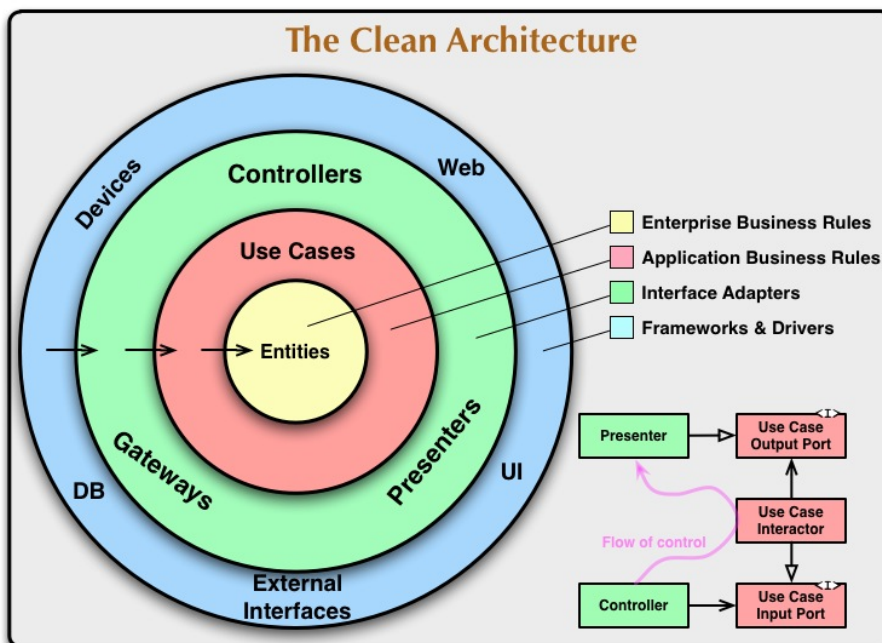 The Clean Architecture
Devices
Web
Controllers
Use Cases
Entities
Gateways
Presenters
DB
UI
External
Interfaces
Enterprise Business Rules
Application Business Rules
Interface Adapters
Frameworks & Drivers
Presenter
<I>
Use Case
Output Port
Use Case
Interactor
Flow of control
Controller
<I>
Use Case
Input Port